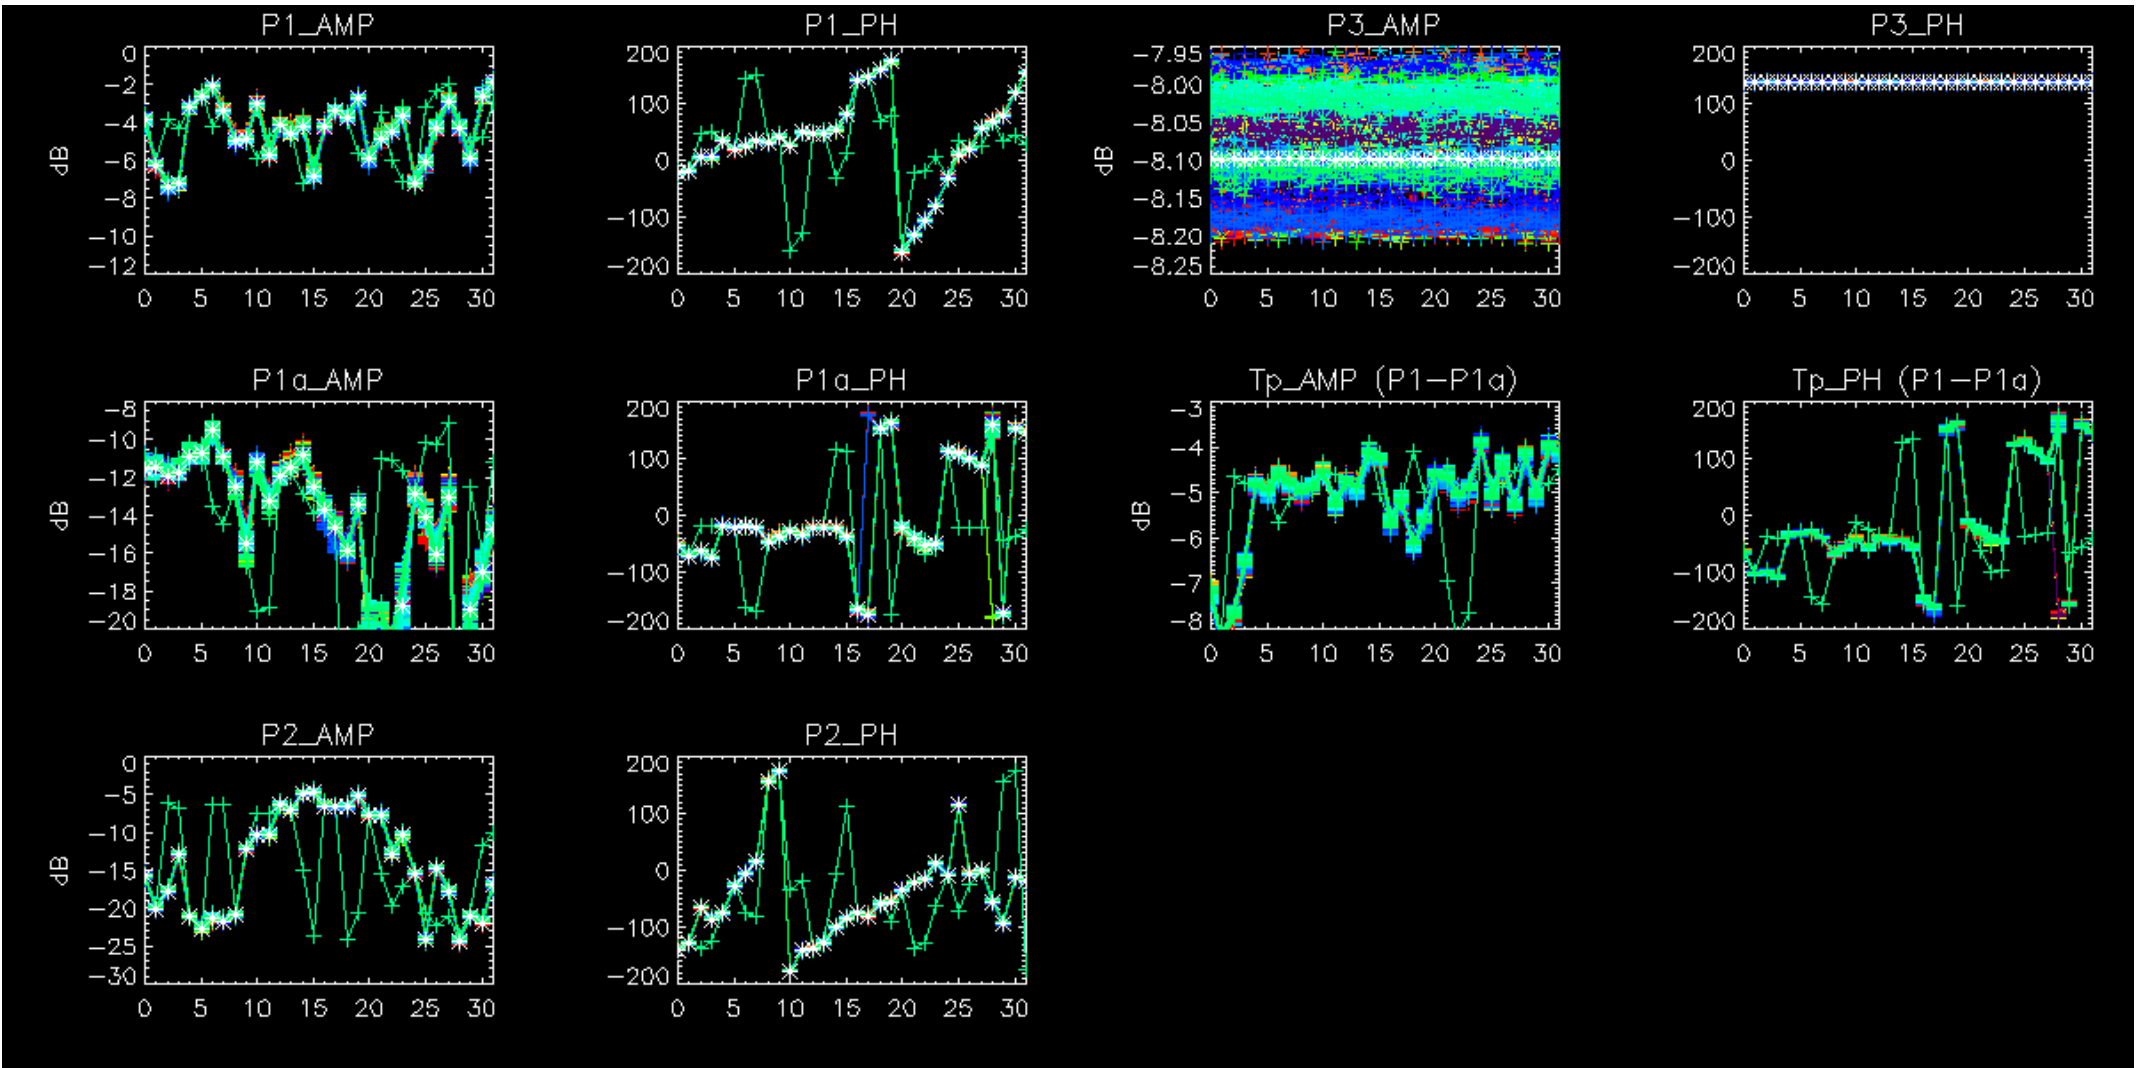 P1_AMP P1_PH P3_AMP P3_PH
0 200 -7.95 200
-2 100 -8.00 100
-4 0 -8.05 0
-6 -100 -8.10 -100
-8 -200 -8.15 -200
-10 -8.20
-12 -8.25
dB dB
0 5 10 15 20 25 30 0 5 10 15 20 25 30 0 5 10 15 20 25 30 0 5 10 15 20 25 30
P1a_AMP P1a_PH Tp_AMP (P1-P1a) Tp_PH (P1-P1a)
-8 200 -3 200
-10 100 -4 100
-12 0 -5 0
-14 -100 -6 -100
-16 -200 -7 -200
-18 -8
-20
dB dB
0 5 10 15 20 25 30 0 5 10 15 20 25 30 0 5 10 15 20 25 30 0 5 10 15 20 25 30
P2_AMP P2_PH
0 200
-5 100
-10 0
-15 -100
-20 -200
-25
-30
dB
0 5 10 15 20 25 30 0 5 10 15 20 25 30